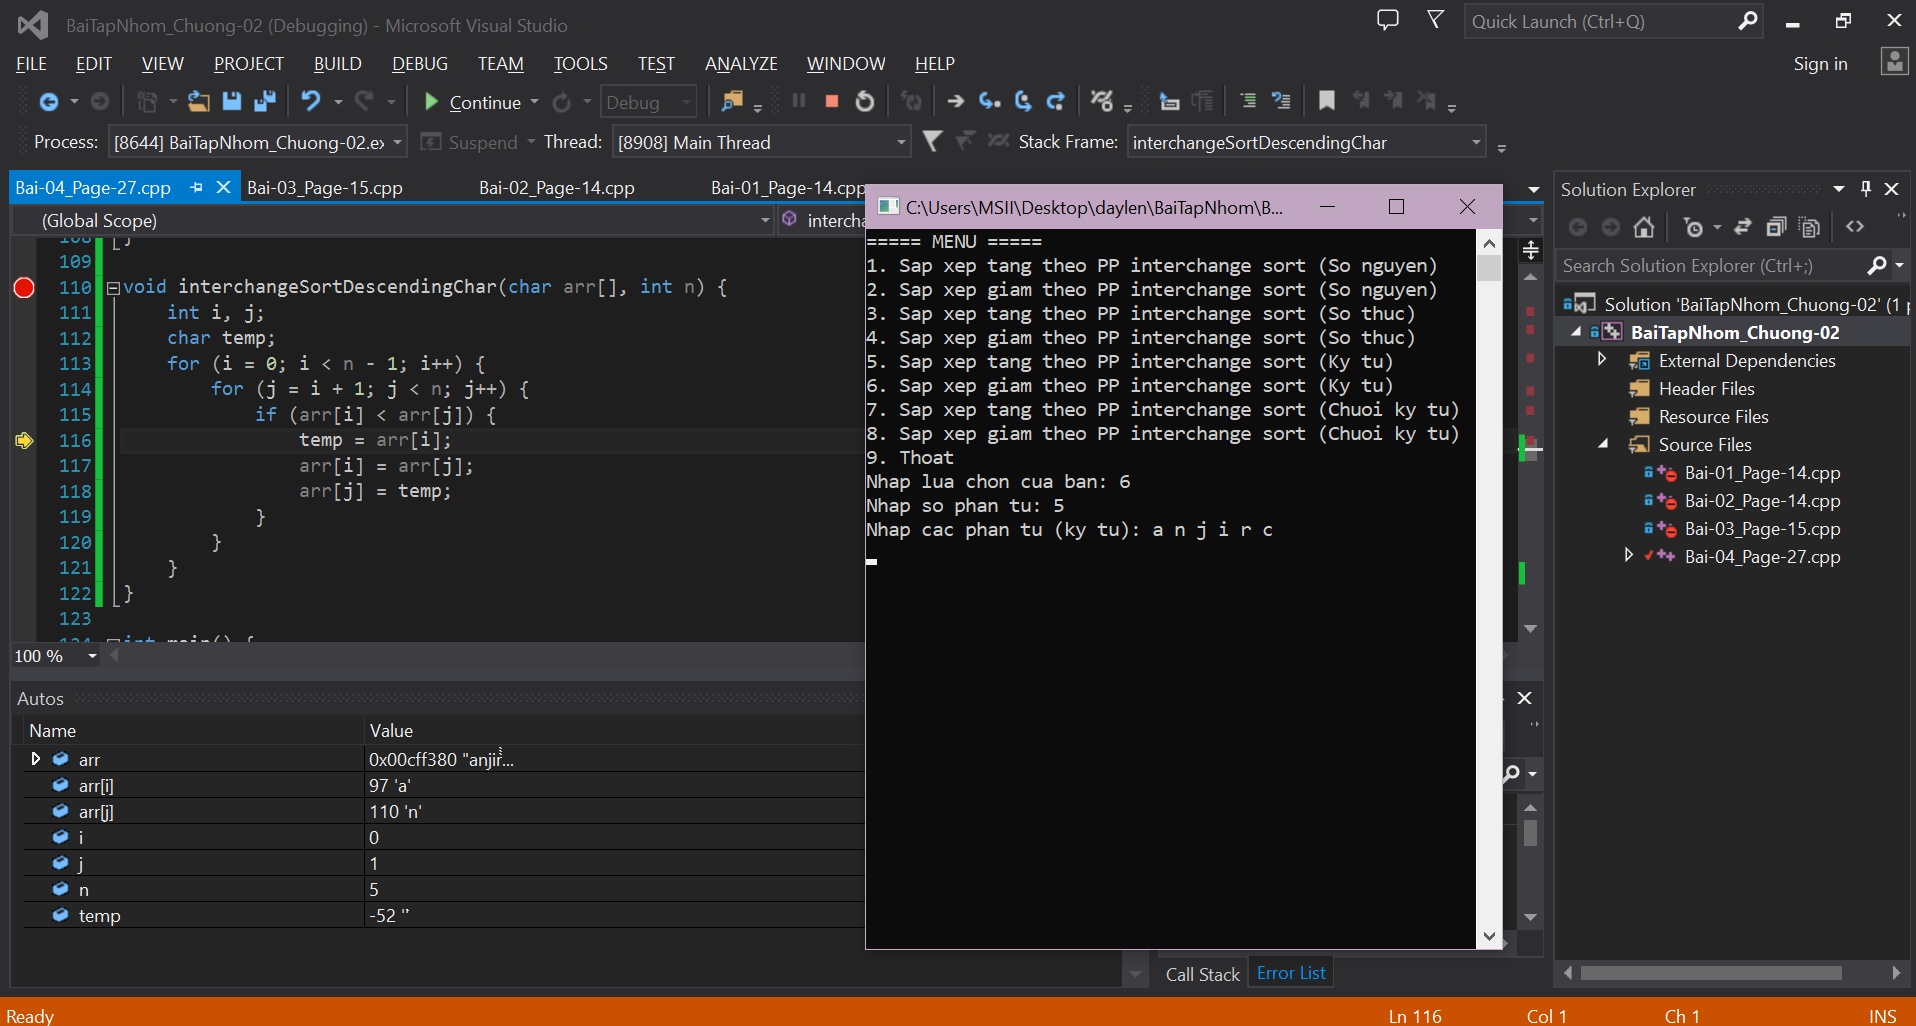 BaiTapNhom_Chuong-02 (Debugging) - Microsoft Visual Studio
Quick Launch (Ctrl+Q)
FILE EDIT VIEW PROJECT BUILD DEBUG TEAM TOOLS TEST ANALYZE WINDOW HELP
Sign in
Continue
Debug
Process: [8644] BaiTapNhom_Chuong-02.ex
Suspend
Thread: [8908] Main Thread
Stack Frame: interchangeSortDescendingChar
Bai-04_Page-27.cpp
Bai-03_Page-15.cpp
Bai-02_Page-14.cpp
Bai-01_Page-14.cpp
(Global Scope)
109
110 void interchangeSortDescendingChar(char arr[], int n) {
111 int i, j;
112 char temp;
113 for (i = 0; i < n - 1; i++) {
114 for (j = i + 1; j < n; j++) {
115 if (arr[i] < arr[j]) {
116 temp = arr[i];
117 arr[i] = arr[j];
118 arr[j] = temp;
119 }
120 }
121 }
122 }
123
100 %
C:\Users\MSII\Desktop\daylen\BaiTapNhom\B...
===== MENU =====
1. Sap xep tang theo PP interchange sort (So nguyen)
2. Sap xep giam theo PP interchange sort (So nguyen)
3. Sap xep tang theo PP interchange sort (So thuc)
4. Sap xep giam theo PP interchange sort (So thuc)
5. Sap xep tang theo PP interchange sort (Ky tu)
6. Sap xep giam theo PP interchange sort (Ky tu)
7. Sap xep tang theo PP interchange sort (Chuoi ky tu)
8. Sap xep giam theo PP interchange sort (Chuoi ky tu)
9. Thoat
Nhap lua chon cua ban: 6
Nhap so phan tu: 5
Nhap cac phan tu (ky tu): a n j i r c
Solution Explorer
Search Solution Explorer (Ctrl+;)
Solution 'BaiTapNhom_Chuong-02' (1 p
BaiTapNhom_Chuong-02
External Dependencies
Header Files
Resource Files
Source Files
Bai-01_Page-14.cpp
Bai-02_Page-14.cpp
Bai-03_Page-15.cpp
Bai-04_Page-27.cpp
Autos
Name Value
arr 0x00cff380 "anjir...
arr[i] 97 'a'
arr[j] 110 'n'
i 0
j 1
n 5
temp -52 ''
Call Stack Error List
Ready
Ln 116 Col 1 Ch 1 INS